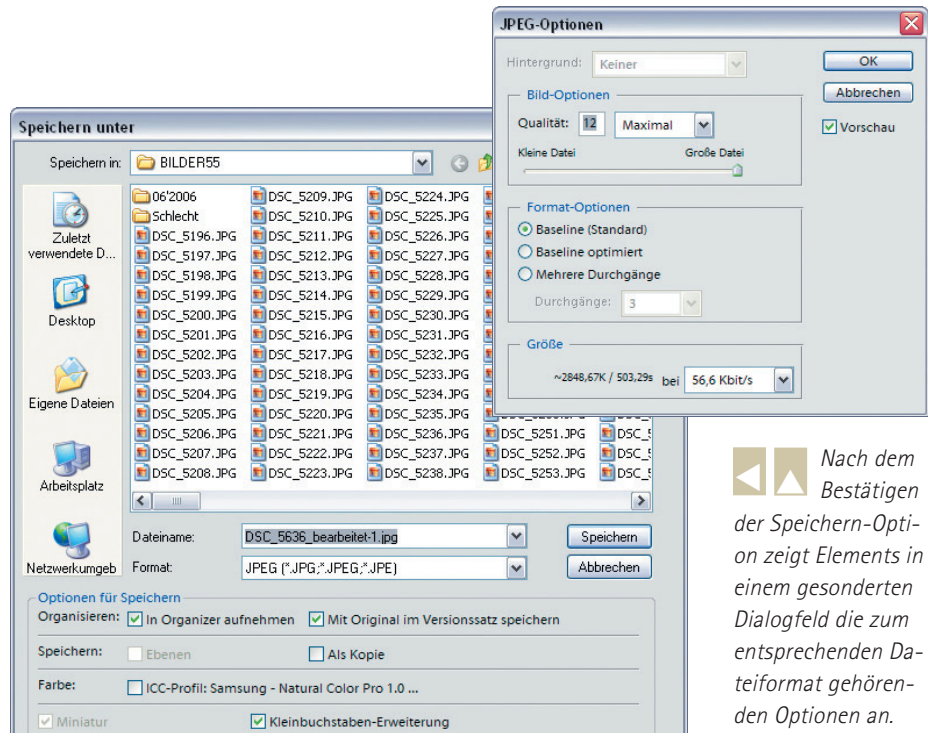 JPEG-Optionen
Hintergrund: Keiner
OK
Abbrechen
Vorschau
Bild-Optionen
Qualität: 12 Maximal
Kleine Datei Große Datei
Format-Optionen
Baseline (Standard)
Baseline optimiert
Mehrere Durchgänge
Durchgänge: 3
Größe
~2848,67K / 503,29s bei 56,6 Kbit/s
Speichern unter
Speichern in: BILDER55
Zuletzt
verwendete D...
Desktop
Eigene Dateien
Arbeitsplatz
Netzwerkumgeb
06'2006 DSC_5209.JPG DSC_5224.JPG
Schlecht DSC_5210.JPG DSC_5225.JPG
DSC_5196.JPG DSC_5211.JPG DSC_5226.JPG
DSC_5197.JPG DSC_5212.JPG DSC_5227.JPG
DSC_5198.JPG DSC_5213.JPG DSC_5228.JPG
DSC_5199.JPG DSC_5214.JPG DSC_5229.JPG
DSC_5200.JPG DSC_5215.JPG DSC_5230.JPG
DSC_5201.JPG DSC_5216.JPG DSC_5231.JPG
DSC_5202.JPG DSC_5217.JPG DSC_5232.JPG
DSC_5203.JPG DSC_5218.JPG DSC_5233.JPG
DSC_5204.JPG DSC_5219.JPG DSC_5234.JPG
DSC_5205.JPG DSC_5220.JPG DSC_5235.JPG
DSC_5206.JPG DSC_5221.JPG DSC_5236.JPG DSC_5251.JPG
DSC_5207.JPG DSC_5222.JPG DSC_5237.JPG DSC_5252.JPG
DSC_5208.JPG DSC_5223.JPG DSC_5238.JPG DSC_5253.JPG
Dateiname: DSC_5636_bearbeitet-1.jpg Speichern
Format: JPEG (*.JPG;*.JPEG;*.JPE) Abbrechen
Optionen für Speichern
Organisieren: In Organizer aufnehmen Mit Original im Versionssatz speichern
Speichern: Ebenen Als Kopie
Farbe: ICC-Profil: Samsung - Natural Color Pro 1.0 ...
Miniatur Kleinbuchstaben-Erweiterung
Nach dem
Bestätigen
der Speichern-Opti-
on zeigt Elements in
einem gesonderten
Dialogfeld die zum
entsprechenden Da-
teiformat gehören-
den Optionen an.